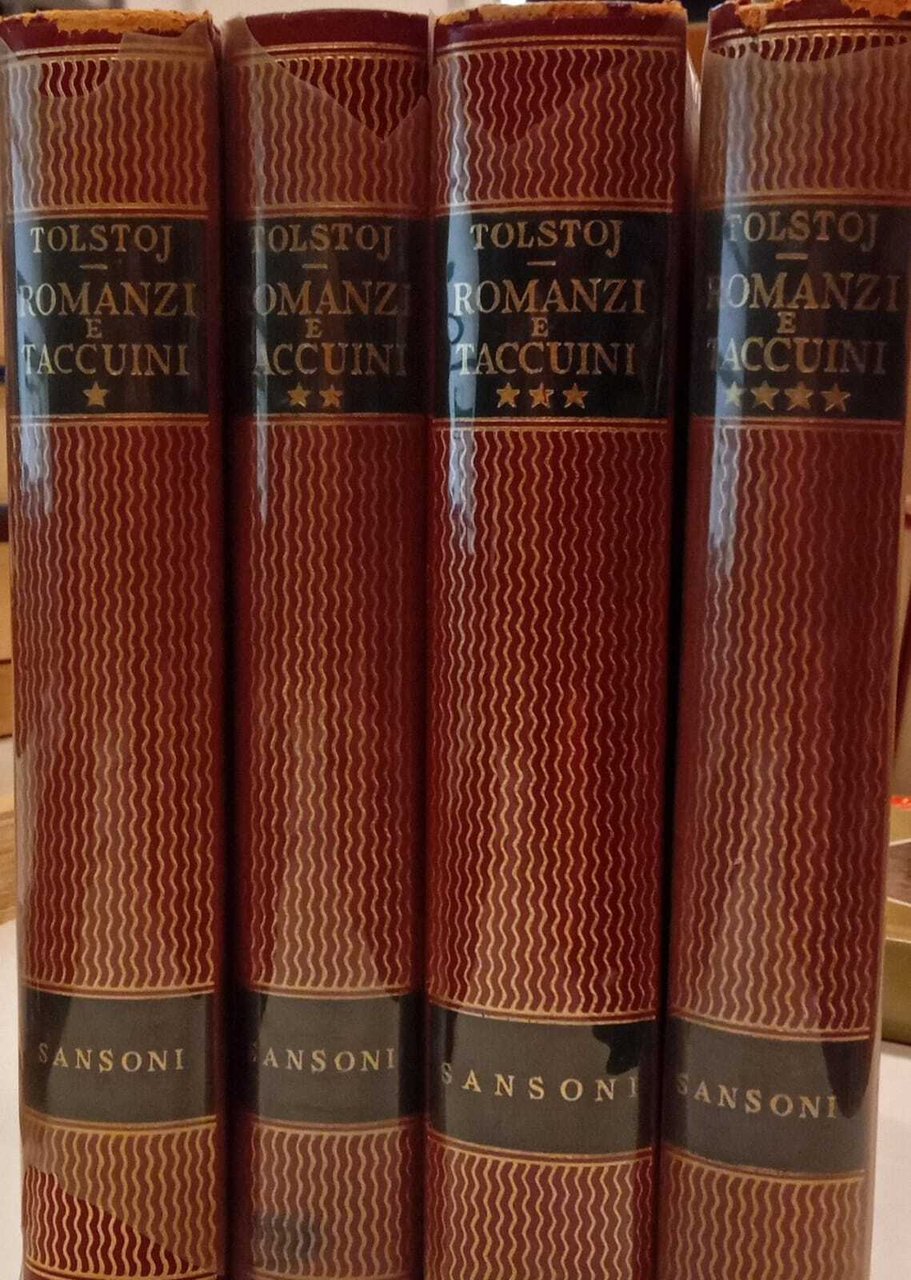 TOLSTOJ
ROMANZI
E
TACCUINI
★
SANSONI
TOLSTOJ
ROMANZI
E
TACCUINI
★★
SANSONI
TOLSTOJ
ROMANZI
E
TACCUINI
★★★
SANSONI
TOLSTOJ
ROMANZI
E
TACCUINI
★★★★
SANSONI